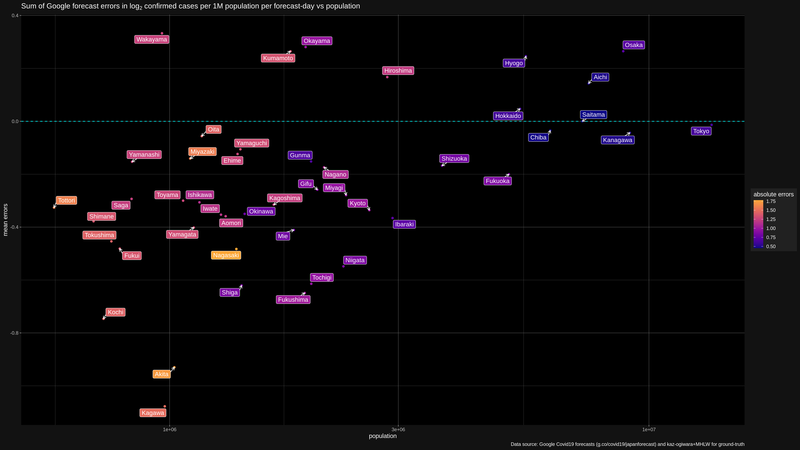 Sum of Google forecast errors in log₂ confirmed cases per 1M population per forecast-day vs population
0.4
Wakayama
Okayama
Osaka
Kumamoto
Hyogo
Hiroshima
Aichi
Hokkaido
Saitama
0.0
Oita
Tokyo
Chiba
Kanagawa
Yamaguchi
Miyazaki
Yamanashi
Ehime
Gunma
Shizuoka
Nagano
Fukuoka
Gifu
Miyagi
Toyama
Ishikawa
Kagoshima
Tottori
Saga
Iwate
Okinawa
Kyoto
Shimane
Aomori
Ibaraki
-0.4
Tokushima
Yamagata
Mie
Fukui
Nagasaki
Niigata
Tochigi
Shiga
Fukushima
Kochi
-0.8
Akita
Kagawa
mean errors
1e+06
3e+06
1e+07
population
absolute errors
1.75
1.50
1.25
1.00
0.75
0.50
Data source: Google Covid19 forecasts (g.co/covid19/japanforecast) and kaz-ogiwara+MHLW for ground-truth